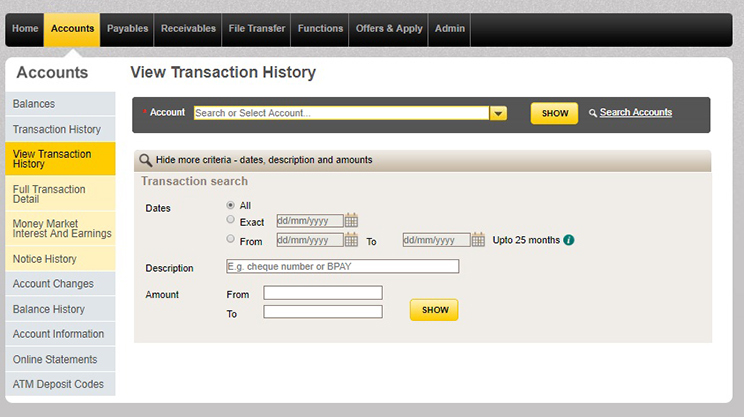 Home Accounts Payables Receivables File Transfer Functions Offers & Apply Admin
Accounts
Balances
Transaction History
View Transaction
History
Full Transaction
Detail
Money Market
Interest And Earnings
Notice History
Account Changes
Balance History
Account Information
Online Statements
ATM Deposit Codes
View Transaction History
* Account Search or Select Account... SHOW Search Accounts
Hide more criteria - dates, description and amounts
Transaction search
Dates All
Exact dd/mm/yyyy
From dd/mm/yyyy To dd/mm/yyyy Upto 25 months i
Description E.g. cheque number or BPAY
Amount From
To SHOW